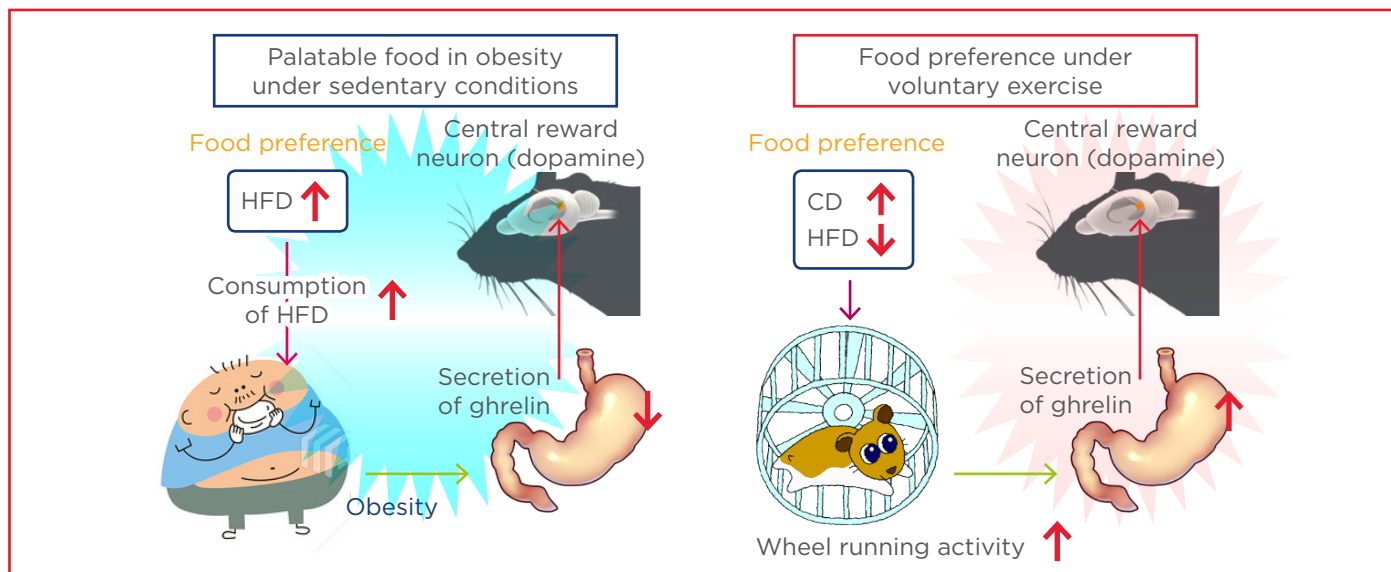 Palatable food in obesity
under sedentary conditions
Food preference
HFD
Central reward
neuron (dopamine)
Consumption
of HFD
Secretion
of ghrelin
Obesity
Food preference under
voluntary exercise
Food preference
CD
HFD
Central reward
neuron (dopamine)
Secretion
of ghrelin
Wheel running activity